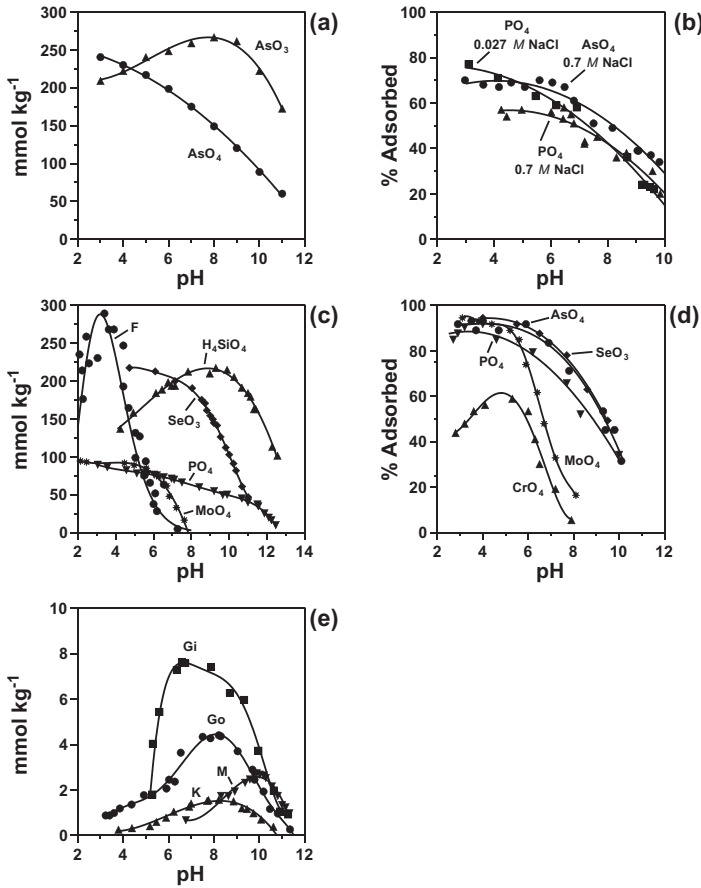 (a)
300
250
200
150
100
50
0
mmol kg-1
AsO3
AsO4
2 4 6 8 10 12
pH
(b)
100
80
60
40
20
0
% Adsorbed
PO4
0.027 M NaCl
AsO4
0.7 M NaCl
PO4
0.7 M NaCl
2 4 6 8 10
pH
(c)
300
250
200
150
100
50
0
mmol kg-1
F
H4SiO4
SeO3
PO4
MoO4
2 4 6 8 10 12 14
pH
(d)
100
80
60
40
20
0
% Adsorbed
AsO4
SeO3
PO4
MoO4
CrO4
2 4 6 8 10 12
pH
(e)
10
8
6
4
2
0
mmol kg-1
Gi
Go
M
K
2 4 6 8 10 12
pH